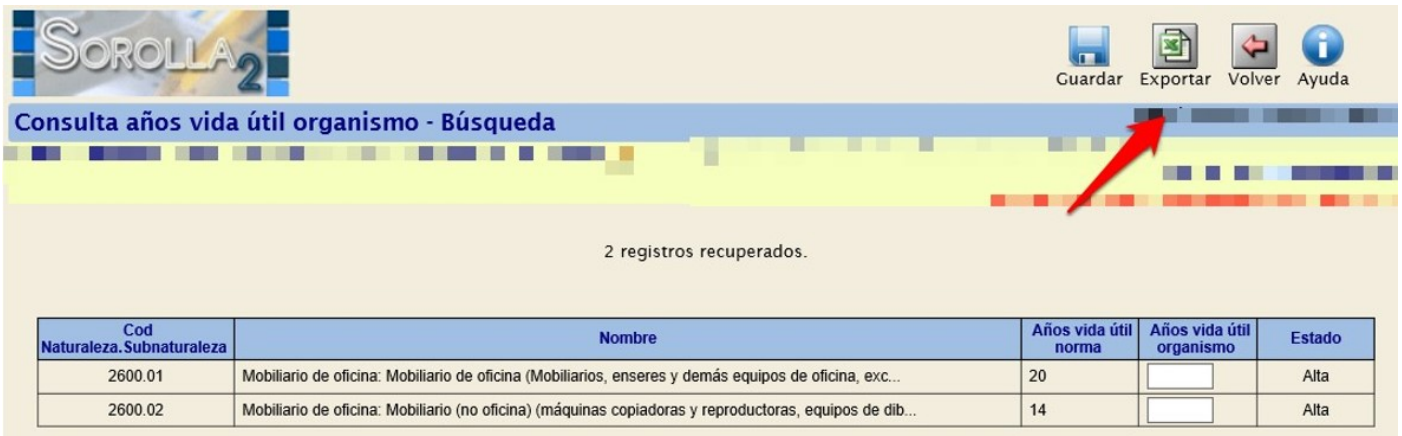 SOROLLA2
Guardar Exportar Volver Ayuda
Consulta años vida útil organismo - Búsqueda
2 registros recuperados.
Cod Naturaleza.Subnaturaleza Nombre Años vida útil norma Años vida útil organismo Estado
2600.01 Mobiliario de oficina: Mobiliario de oficina (Mobiliarios, enseres y demás equipos de oficina, exc... 20 Alta
2600.02 Mobiliario de oficina: Mobiliario (no oficina) (máquinas copiadoras y reproductoras, equipos de dib... 14 Alta